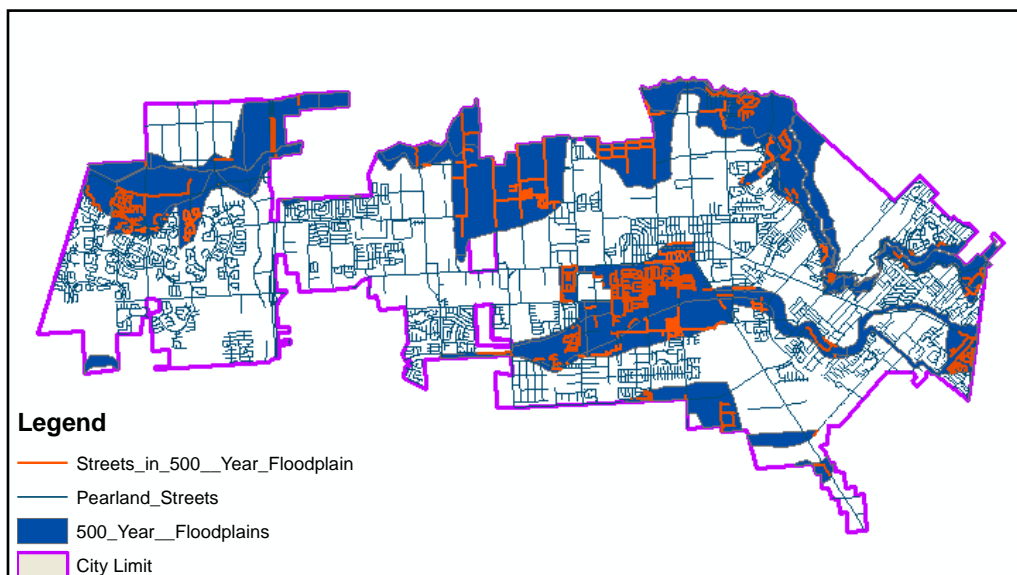 Legend
Streets_in_500__Year_Floodplain
Pearland_Streets
500_Year__Floodplains
City Limit